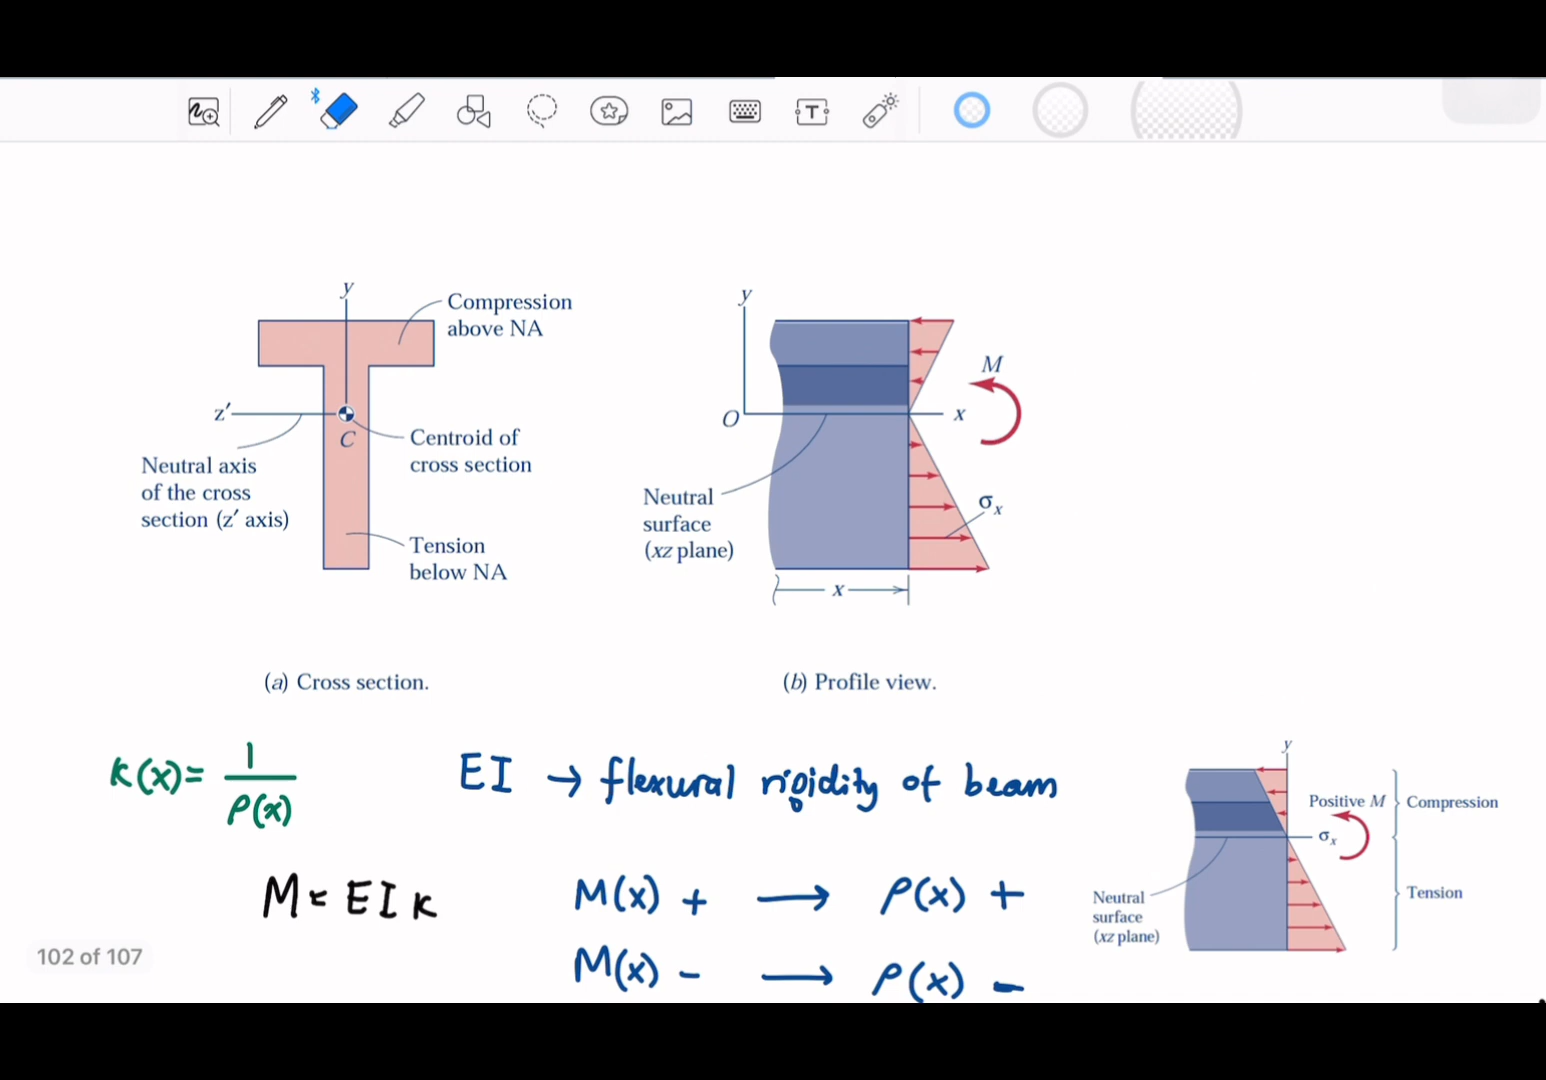 y
Compression
above NA
z′
C
Centroid of
cross section
Neutral axis
of the cross
section (z′ axis)
Tension
below NA
(a) Cross section.
y
M
O
x
Neutral
surface
(xz plane)
σx
x
(b) Profile view.
K(x) = 1/ρ(x)
EI → flexural rigidity of beam
M = EIK
M(x) + → ρ(x) +
M(x) - → ρ(x) -
y
Positive M
Compression
σx
Tension
Neutral
surface
(xz plane)
102 of 107
T